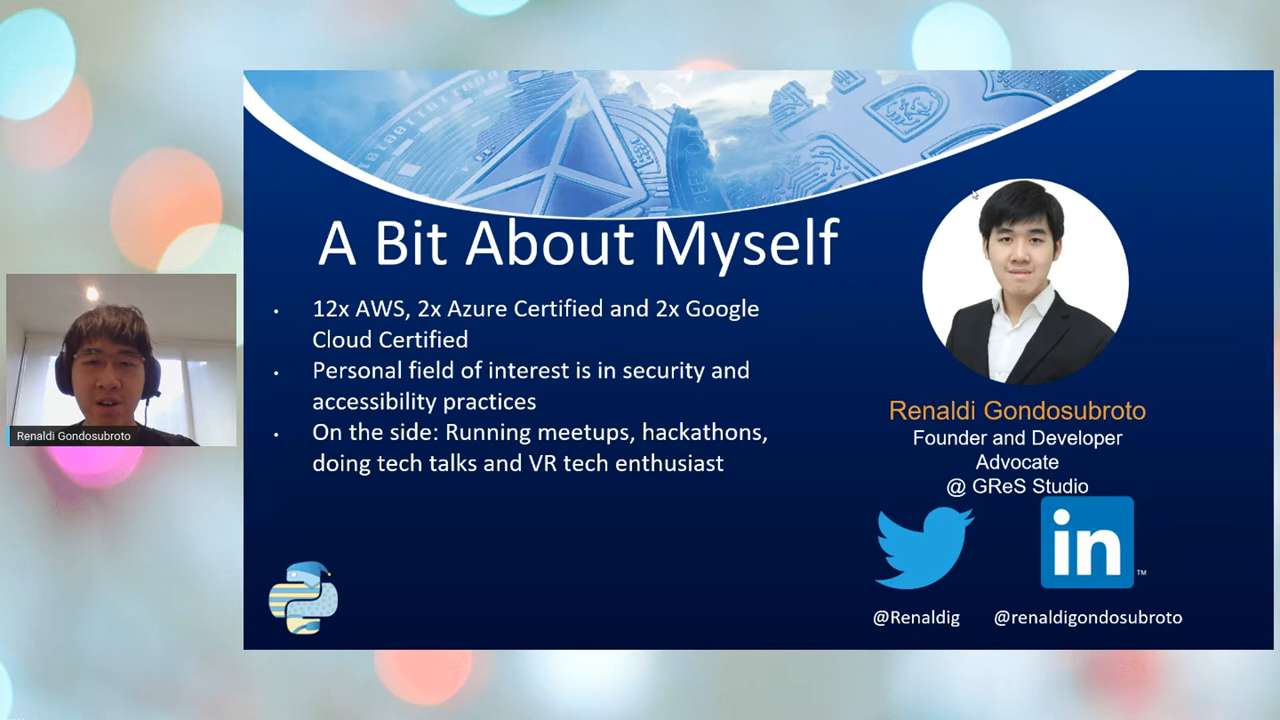 A Bit About Myself
12x AWS, 2x Azure Certified and 2x Google
Cloud Certified
Personal field of interest is in security and
accessibility practices
On the side: Running meetups, hackathons,
doing tech talks and VR tech enthusiast
Renaldi Gondosubroto
Founder and Developer
Advocate
@ GReS Studio
in
TM
@Renaldig
@renaldigondosubroto
Renaldi Gondosubroto